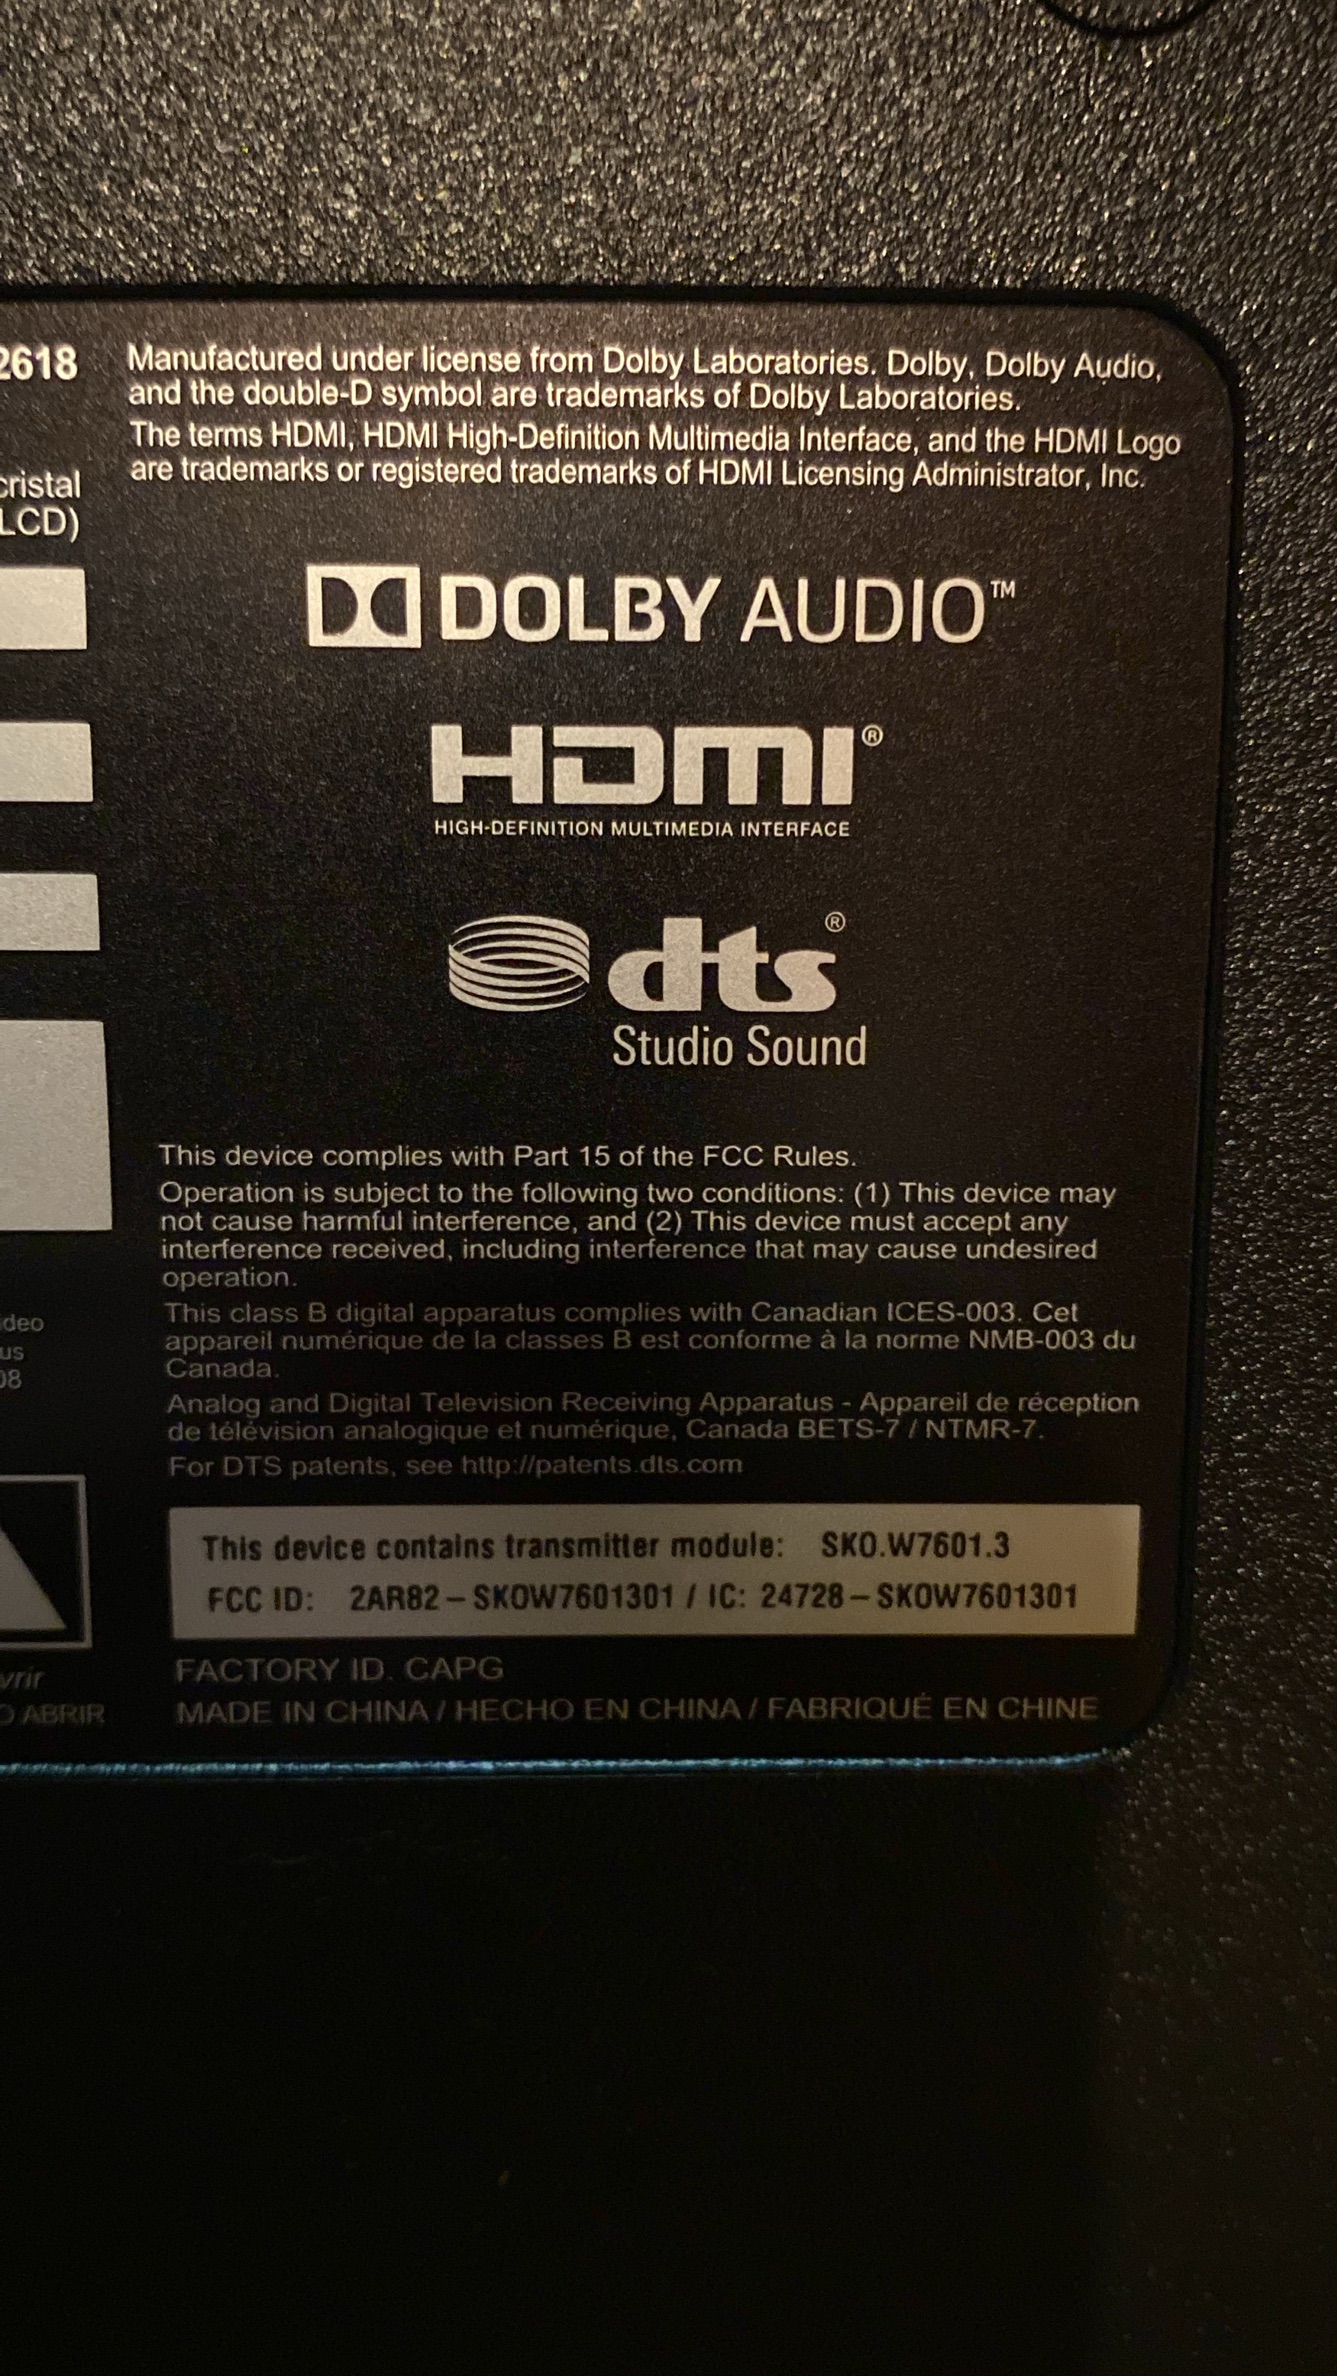 2618
Manufactured under license from Dolby Laboratories. Dolby, Dolby Audio,
and the double-D symbol are trademarks of Dolby Laboratories.
The terms HDMI, HDMI High-Definition Multimedia Interface, and the HDMI Logo
are trademarks or registered trademarks of HDMI Licensing Administrator, Inc.
cristal
LCD)
DOLBY AUDIO™
HDMI®
HIGH-DEFINITION MULTIMEDIA INTERFACE
dts®
Studio Sound
This device complies with Part 15 of the FCC Rules.
Operation is subject to the following two conditions: (1) This device may
not cause harmful interference, and (2) This device must accept any
interference received, including interference that may cause undesired
operation.
This class B digital apparatus complies with Canadian ICES-003. Cet
appareil numérique de la classes B est conforme à la norme NMB-003 du
Canada.
ideo
us
08
Analog and Digital Television Receiving Apparatus - Appareil de réception
de télévision analogique et numérique, Canada BETS-7 / NTMR-7.
For DTS patents, see http://patents.dts.com
This device contains transmitter module: SKO.W7601.3
FCC ID: 2AR82-SKOW7601301 / IC: 24728-SKOW7601301
vrir
O ABRIR
FACTORY ID. CAPG
MADE IN CHINA / HECHO EN CHINA / FABRIQUÉ EN CHINE